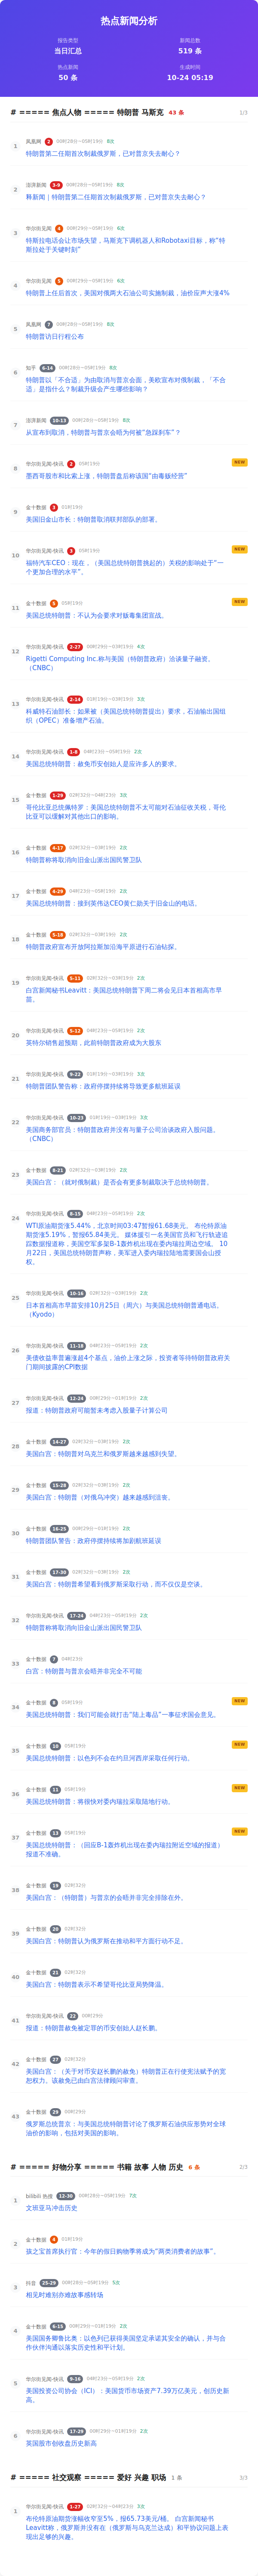 热点新闻分析
报告类型
当日汇总
新闻总数
519 条
热点新闻
50 条
生成时间
10-24 05:19
# ===== 焦点人物 ===== 特朗普 马斯克 43 条 1/3
1
凤凰网 2 00时28分~05时19分 8次
特朗普第二任期首次制裁俄罗斯，已对普京失去耐心？
2
澎湃新闻 3-9 00时28分~05时19分 8次
释新闻｜特朗普第二任期首次制裁俄罗斯，已对普京失去耐心？
3
华尔街见闻 4 00时28分~05时19分 4次
特斯拉电话会让市场失望，马斯克下调机器人和Robotaxi目标，称“特
斯拉处于关键时刻”
4
华尔街见闻 5 00时28分~05时19分 4次
特朗普上任后首次，美国对俄两大石油公司实施制裁，油价应声大涨4%
5
凤凰网 7 00时28分~05时19分 8次
特朗普访日行程公布
6
知乎 6-14 00时28分~05时19分 8次
特朗普以「不合适」为由取消与普京会面，美欧宣布对俄制裁，「不合
适」是指什么？制裁升级会产生哪些影响？
7
澎湃新闻 10-13 00时28分~05时19分 8次
从宣布到取消，特朗普与普京会晤为何被“急踩刹车”？
8
华尔街见闻-快讯 2 05时19分 NEW
墨西哥股市和比索上涨，特朗普盘后称该国“由毒贩经营”
9
金十数据 3 01时19分
美国旧金山市长：特朗普取消联邦部队的部署。
10
华尔街见闻-快讯 3 05时19分 NEW
福特汽车CEO：现在，（美国总统特朗普挑起的）关税的影响处于“一
个更加合理的水平”。
11
金十数据 5 05时19分 NEW
美国总统特朗普：不认为会要求对贩毒集团宣战。
12
华尔街见闻-快讯 2-27 00时29分~03时19分 4次
Rigetti Computing Inc.称与美国（特朗普政府）洽谈量子融资。
（CNBC）
13
华尔街见闻-快讯 2-14 01时19分~03时19分 3次
科威特石油部长：如果被（美国总统特朗普提出）要求，石油输出国组
织（OPEC）准备增产石油。
14
华尔街见闻-快讯 1-8 04时23分~05时19分 2次
美国总统特朗普：赦免币安创始人是应许多人的要求。
15
金十数据 1-29 02时32分~04时23分 3次
哥伦比亚总统佩特罗：美国总统特朗普不太可能对石油征收关税，哥伦
比亚可以缓解对其他出口的影响。
16
金十数据 4-17 02时32分~03时19分 2次
特朗普称将取消向旧金山派出国民警卫队
17
金十数据 4-28 04时23分~05时19分 2次
美国总统特朗普：接到英伟达CEO黄仁勋关于旧金山的电话。
18
金十数据 5-18 02时32分~03时19分 2次
特朗普政府宣布开放阿拉斯加沿海平原进行石油钻探。
19
华尔街见闻-快讯 5-11 02时32分~03时19分 2次
白宫新闻秘书Leavitt：美国总统特朗普下周二将会见日本首相高市早
苗。
20
华尔街见闻-快讯 5-12 04时23分~05时19分 2次
英特尔销售超预期，此前特朗普政府成为大股东
21
华尔街见闻-快讯 9-22 01时19分~03时19分 3次
特朗普团队警告称：政府停摆持续将导致更多航班延误
22
华尔街见闻-快讯 10-23 01时19分~03时19分 3次
美国商务部官员：特朗普政府并没有与量子公司洽谈政府入股问题。
（CNBC）
23
金十数据 8-21 02时32分~03时19分 2次
美国白宫：（就对俄制裁）是否会有更多制裁取决于总统特朗普。
24
华尔街见闻-快讯 8-15 04时23分~05时19分 2次
WTI原油期货涨5.44%，北京时间03:47暂报61.68美元。 布伦特原油
期货涨5.19%，暂报65.84美元。 媒体援引一名美国官员和飞行轨迹追
踪数据报道称，美国空军多架B-1轰炸机出现在委内瑞拉周边空域。 10
月22日，美国总统特朗普声称，美军进入委内瑞拉陆地需要国会山授
权。
25
华尔街见闻-快讯 10-16 02时32分~03时19分 2次
日本首相高市早苗安排10月25日（周六）与美国总统特朗普通电话。
（Kyodo）
26
华尔街见闻-快讯 11-18 04时23分~05时19分 2次
美债收益率普遍涨超4个基点，油价上涨之际，投资者等待特朗普政府关
门期间披露的CPI数据
27
华尔街见闻-快讯 12-24 00时29分~01时19分 2次
报道：特朗普政府可能暂未考虑入股量子计算公司
28
金十数据 14-27 02时32分~03时19分 2次
美国白宫：特朗普对乌克兰和俄罗斯越来越感到失望。
29
金十数据 15-28 02时32分~03时19分 2次
美国白宫：特朗普（对俄乌冲突）越来越感到沮丧。
30
金十数据 16-25 00时29分~01时19分 2次
特朗普团队警告：政府停摆持续将加剧航班延误
31
金十数据 17-30 02时32分~03时19分 2次
美国白宫：特朗普希望看到俄罗斯采取行动，而不仅仅是空谈。
32
华尔街见闻-快讯 17-24 04时23分~05时19分 2次
特朗普称将取消向旧金山派出国民警卫队
33
金十数据 7 04时23分
白宫：特朗普与普京会晤并非完全不可能
34
金十数据 8 05时19分 NEW
美国总统特朗普：我们可能会就打击“陆上毒品”一事征求国会意见。
35
金十数据 10 05时19分 NEW
美国总统特朗普：以色列不会在约旦河西岸采取任何行动。
36
金十数据 11 05时19分 NEW
美国总统特朗普：将很快对委内瑞拉采取陆地行动。
37
金十数据 13 05时19分 NEW
美国总统特朗普：（回应B-1轰炸机出现在委内瑞拉附近空域的报道）
报道不准确。
38
金十数据 19 02时32分
美国白宫：（特朗普）与普京的会晤并非完全排除在外。
39
金十数据 20 02时32分
美国白宫：特朗普认为俄罗斯在推动和平方面行动不足。
40
金十数据 21 02时32分
美国白宫：特朗普表示不希望哥伦比亚局势降温。
41
华尔街见闻-快讯 22 00时29分
报道：特朗普赦免被定罪的币安创始人赵长鹏。
42
金十数据 27 02时32分
美国白宫：（关于对币安赵长鹏的赦免）特朗普正在行使宪法赋予的宽
恕权力。该赦免已由白宫法律顾问审查。
43
金十数据 29 00时29分
俄罗斯总统普京：与美国总统特朗普讨论了俄罗斯石油供应形势对全球
油价的影响，包括对美国的影响。
# ===== 好物分享 ===== 书籍 故事 人物 历史 6 条 2/3
1
bilibili 热搜 12-30 00时28分~05时19分 7次
文班亚马冲击历史
2
金十数据 4 01时19分
孩之宝首席执行官：今年的假日购物季将成为“两类消费者的故事”。
3
抖音 25-29 00时28分~05时19分 5次
相见时难别亦难故事感转场
4
金十数据 6-15 00时29分~01时19分 2次
美国国务卿鲁比奥：以色列已获得美国坚定承诺其安全的确认，并与合
作伙伴沟通以落实历史性和平计划。
5
华尔街见闻-快讯 9-16 04时23分~05时19分 2次
美国投资公司协会（ICI）：美国货币市场资产7.39万亿美元，创历史新
高。
6
华尔街见闻-快讯 17-29 00时29分~01时19分 2次
英国股市创收盘历史新高
# ===== 社交观察 ===== 爱好 兴趣 职场 1 条 3/3
1
华尔街见闻-快讯 1-27 02时32分~04时23分 3次
布伦特原油期货涨幅收窄至5%，报65.73美元/桶。 白宫新闻秘书
Leavitt称，俄罗斯并没有在（俄罗斯与乌克兰达成）和平协议问题上表
现出足够的兴趣。